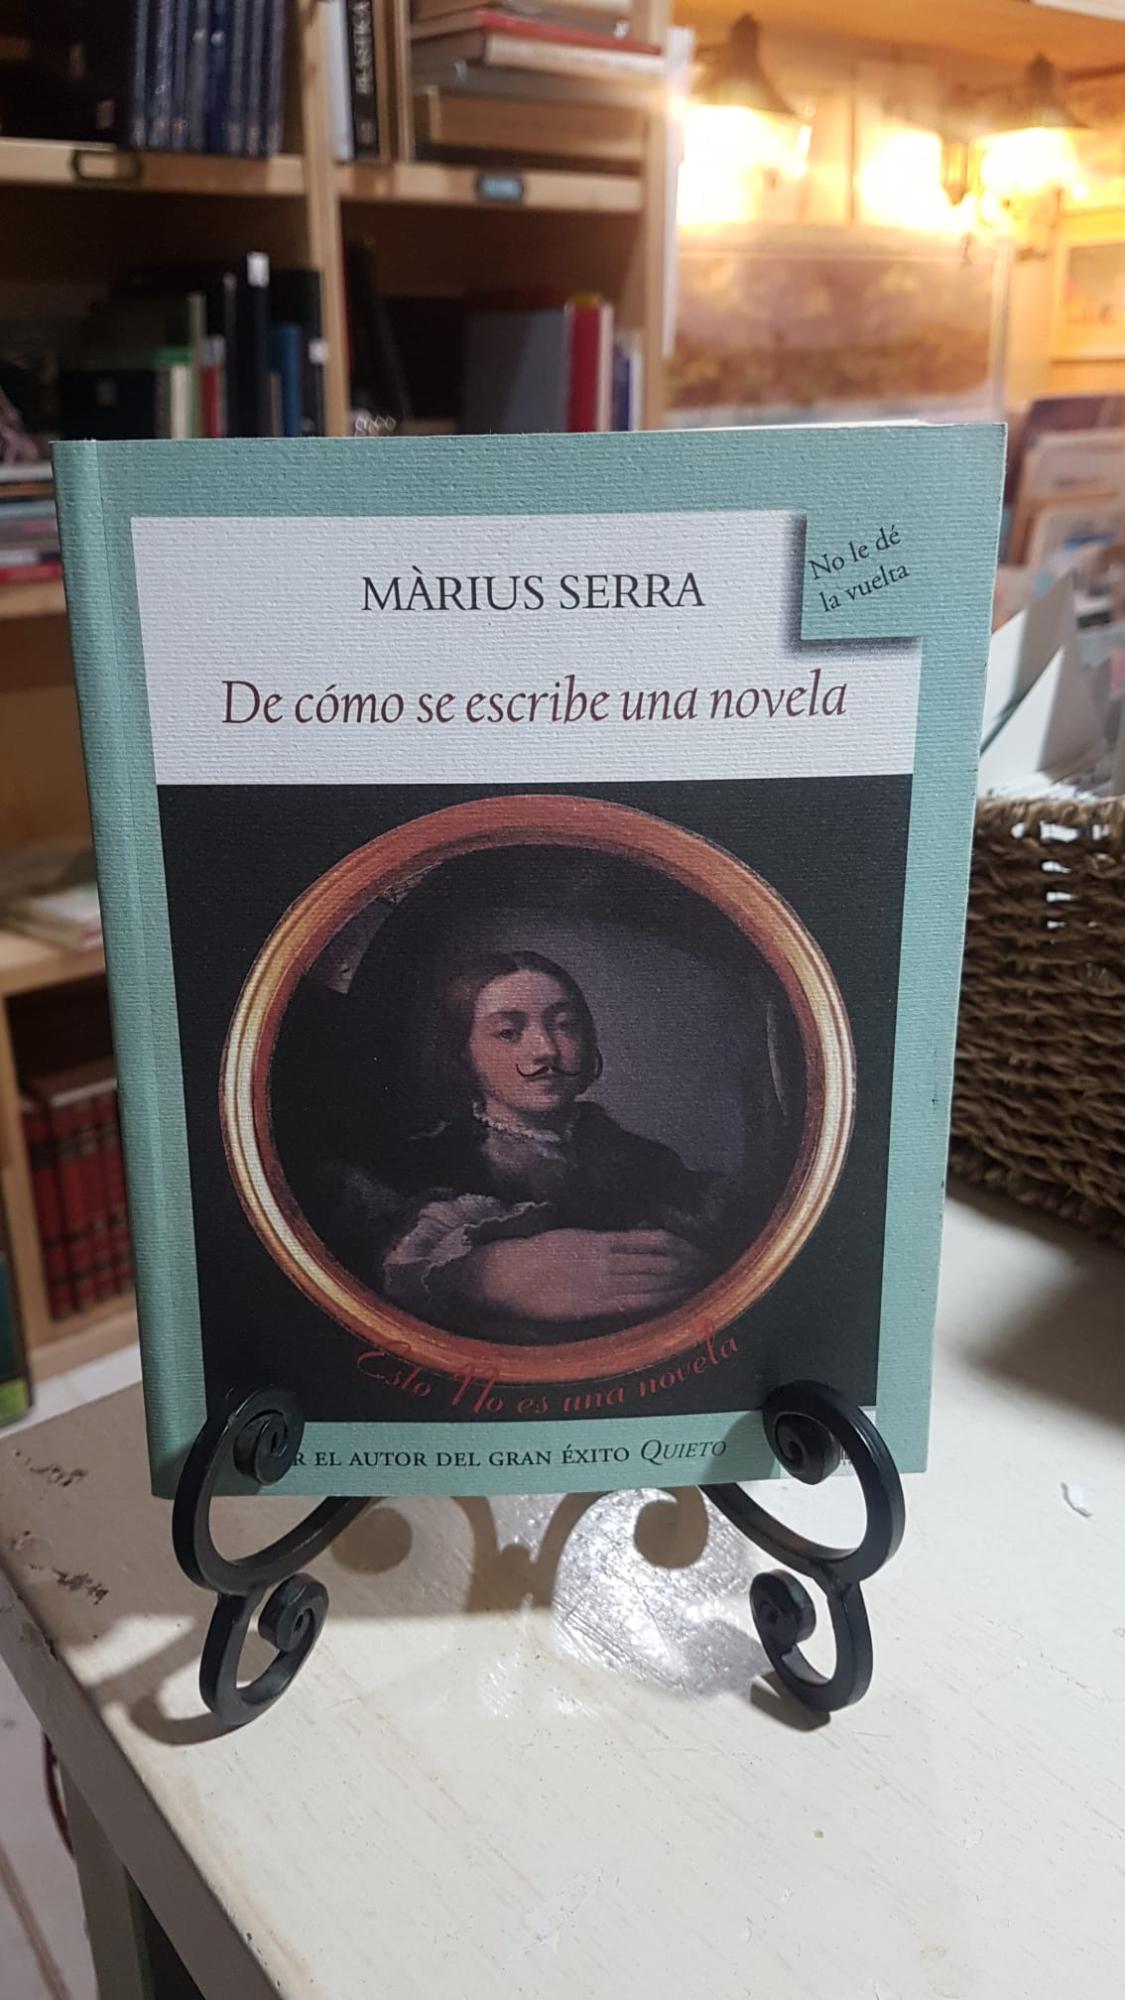 MÀRIUS SERRA
No le dé
la vuelta
De cómo se escribe una novela
Esto No es una novela
R EL AUTOR DEL GRAN ÉXITO QUIETO